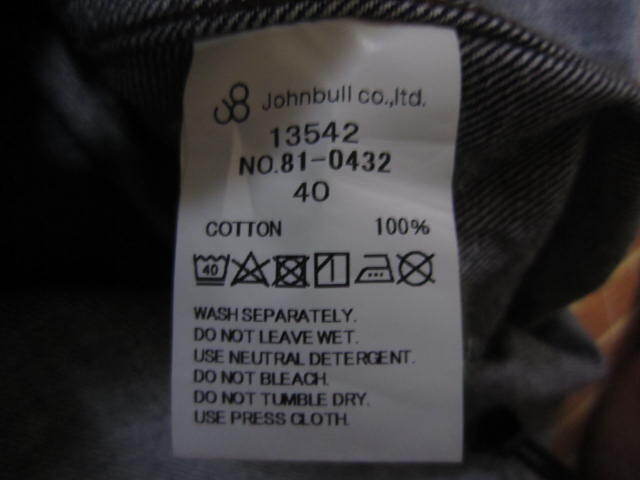 Johnbull co.,ltd.
13542
NO.81-0432
40
COTTON 100%
40
WASH SEPARATELY.
DO NOT LEAVE WET.
USE NEUTRAL DETERGENT.
DO NOT BLEACH.
DO NOT TUMBLE DRY.
USE PRESS CLOTH.